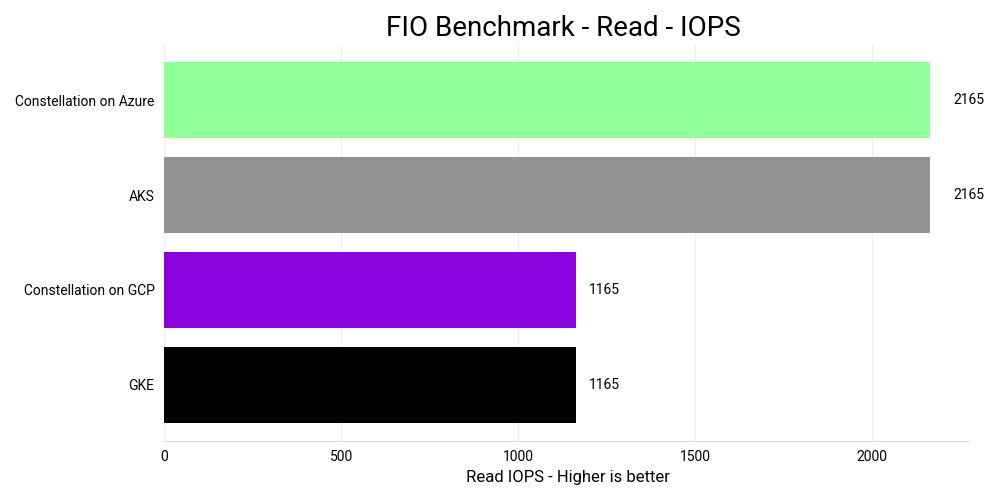 FIO Benchmark - Read - IOPS
Constellation on Azure
2165
AKS
2165
Constellation on GCP
1165
GKE
1165
0 500 1000 1500 2000
Read IOPS - Higher is better